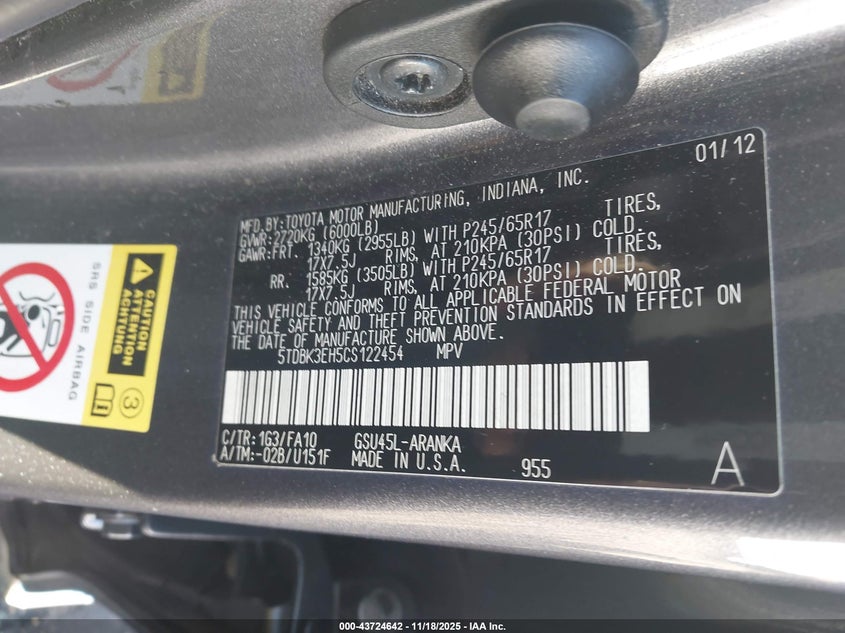 01/12
MFD.BY:TOYOTA MOTOR MANUFACTURING, INDIANA, INC.
GVWR:2720KG (6000LB)
GAWR:FRT. 1340KG (2955LB) WITH P245/65R17 TIRES,
17X7.5J RIMS, AT 210KPA (30PSI) COLD.
RR. 1585KG (3505LB) WITH P245/65R17 TIRES,
17X7.5J RIMS, AT 210KPA (30PSI) COLD.
THIS VEHICLE CONFORMS TO ALL APPLICABLE FEDERAL MOTOR
VEHICLE SAFETY AND THEFT PREVENTION STANDARDS IN EFFECT ON
THE DATE OF MANUFACTURE SHOWN ABOVE.
5TDBK3EH5CS122454 MPV
C/TR:1G3/FA10 GSU45L-ARANKA
A/TM:-02B/U151F MADE IN U.S.A. 955
A
SRS SIDE AIRBAG
CAUTION
ATTENTION
ACHTUNG
3
000-43724642 - 11/18/2025 - IAA Inc.